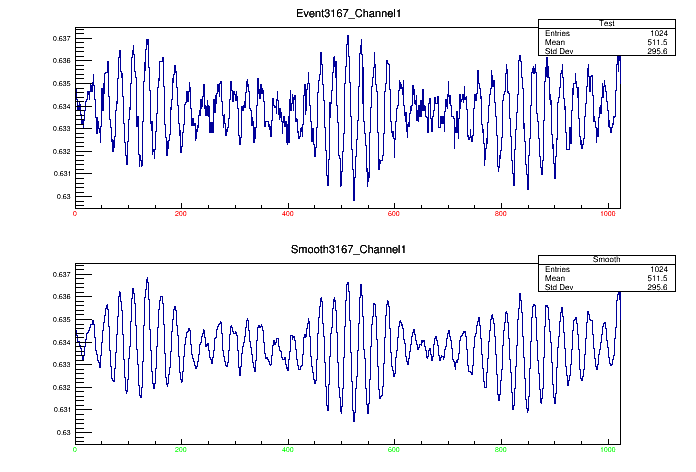 Event3167_Channel1
Test
Entries 1024
Mean 511.5
Std Dev 295.6
0.637
0.636
0.635
0.634
0.633
0.632
0.631
0.63
0 200 400 600 800 1000
Smooth3167_Channel1
Smooth
Entries 1024
Mean 511.5
Std Dev 295.6
0.637
0.636
0.635
0.634
0.633
0.632
0.631
0.63
0 200 400 600 800 1000